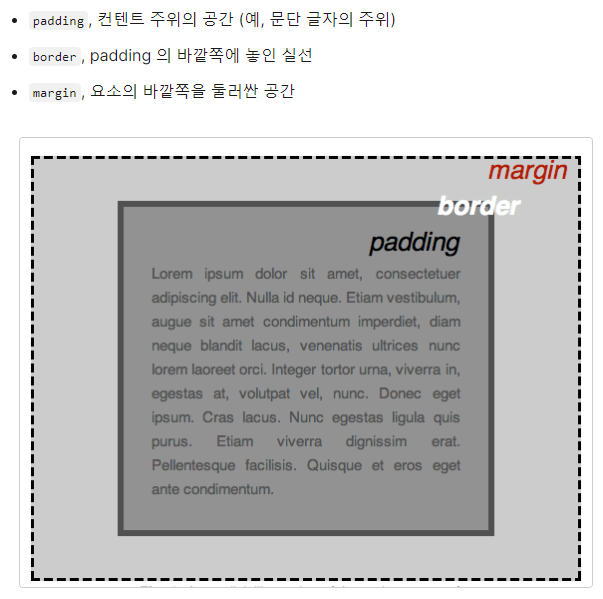 padding, 컨텐트 주위의 공간 (예, 문단 글자의 주위)
border, padding 의 바깥쪽에 놓인 실선
margin, 요소의 바깥쪽을 둘러싼 공간
margin
border
padding
Lorem ipsum dolor sit amet, consectetuer
adipiscing elit. Nulla id neque. Etiam vestibulum,
augue sit amet condimentum imperdiet, diam
neque blandit lacus, venenatis ultrices nunc
lorem laoreet orci. Integer tortor urna, viverra in,
egestas at, volutpat vel, nunc. Donec eget
ipsum. Cras lacus. Nunc egestas ligula quis
purus. Etiam viverra dignissim erat.
Pellentesque facilisis. Quisque et eros eget
ante condimentum.